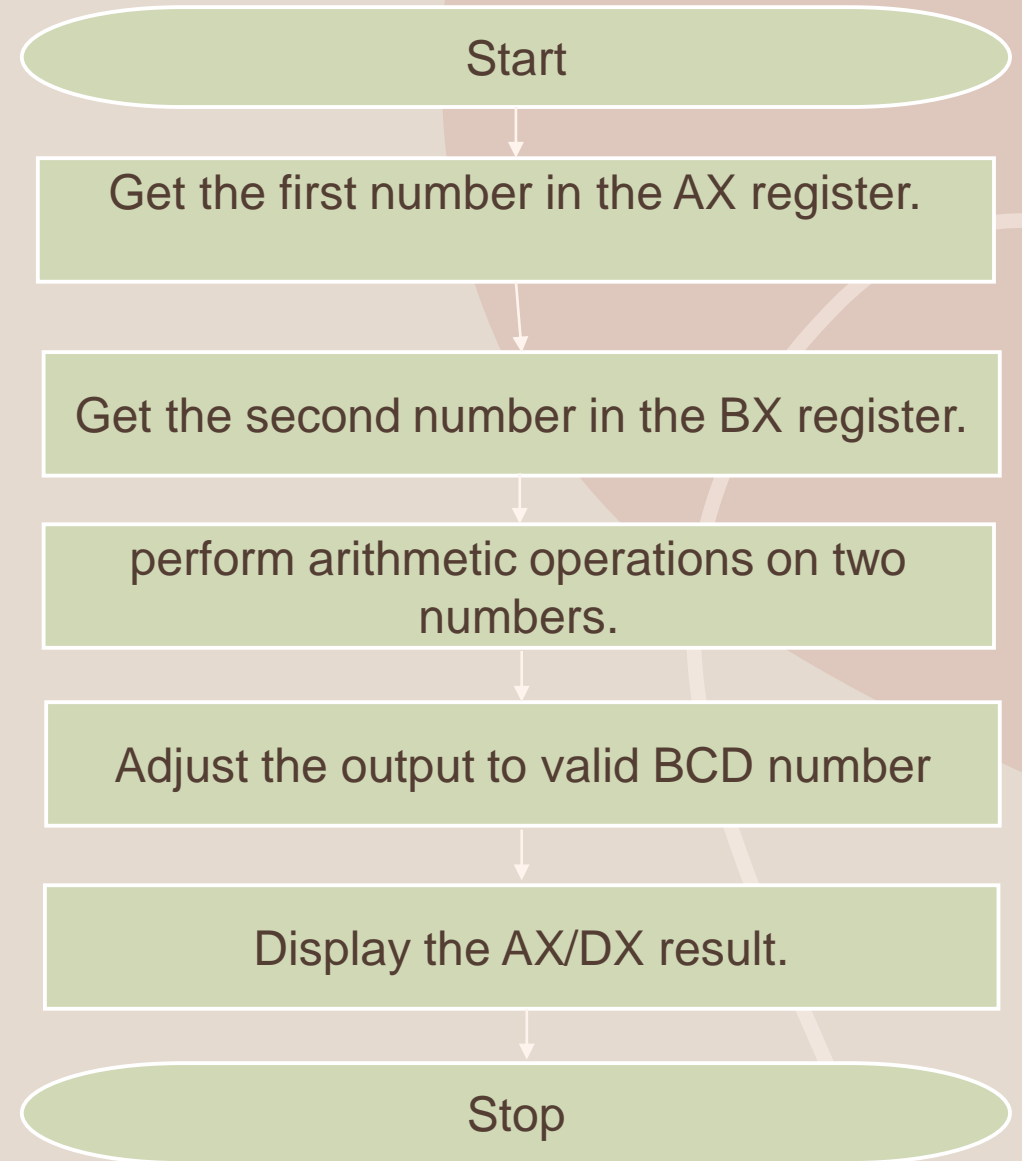 Start
Get the first number in the AX register.
Get the second number in the BX register.
perform arithmetic operations on two
numbers.
Adjust the output to valid BCD number
Display the AX/DX result.
Stop